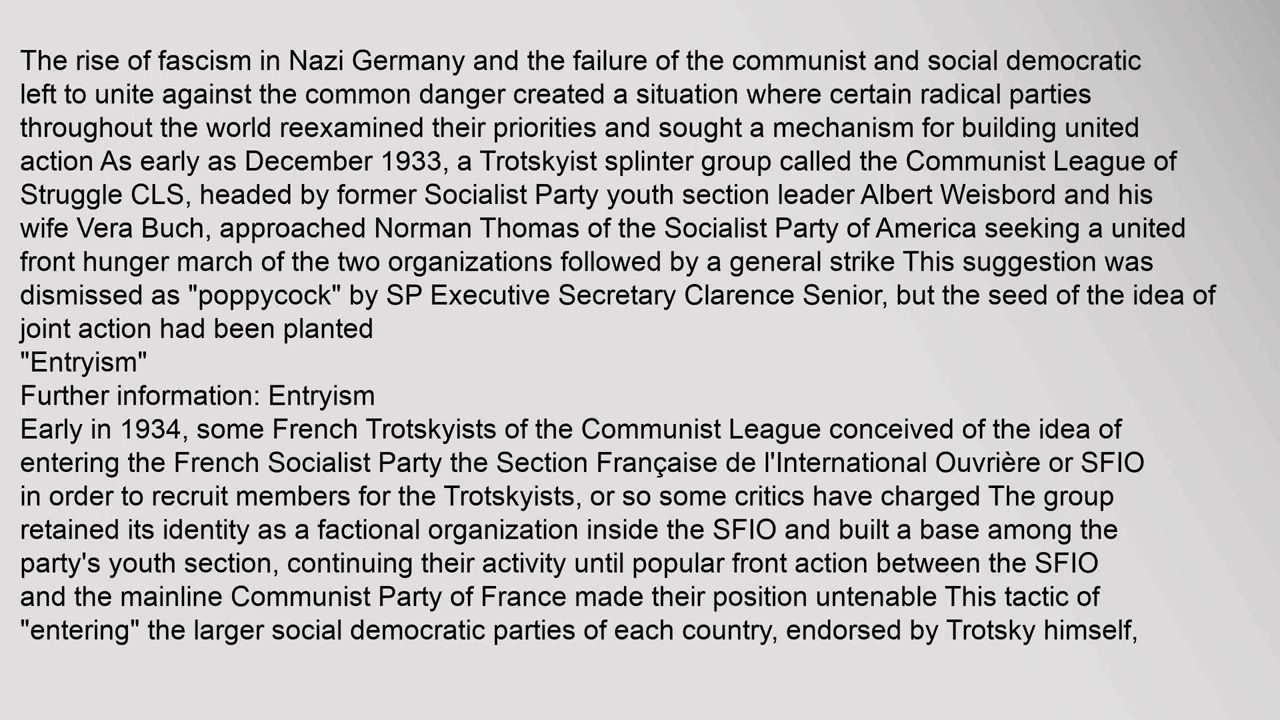 The rise of fascism in Nazi Germany and the failure of the communist and social democratic
left to unite against the common danger created a situation where certain radical parties
throughout the world reexamined their priorities and sought a mechanism for building united
action As early as December 1933, a Trotskyist splinter group called the Communist League of
Struggle CLS, headed by former Socialist Party youth section leader Albert Weisbord and his
wife Vera Buch, approached Norman Thomas of the Socialist Party of America seeking a united
front hunger march of the two organizations followed by a general strike This suggestion was
dismissed as "poppycock" by SP Executive Secretary Clarence Senior, but the seed of the idea of
joint action had been planted
"Entryism"
Further information: Entryism
Early in 1934, some French Trotskyists of the Communist League conceived of the idea of
entering the French Socialist Party the Section Française de l'International Ouvrière or SFIO
in order to recruit members for the Trotskyists, or so some critics have charged The group
retained its identity as a factional organization inside the SFIO and built a base among the
party's youth section, continuing their activity until popular front action between the SFIO
and the mainline Communist Party of France made their position untenable This tactic of
"entering" the larger social democratic parties of each country, endorsed by Trotsky himself,